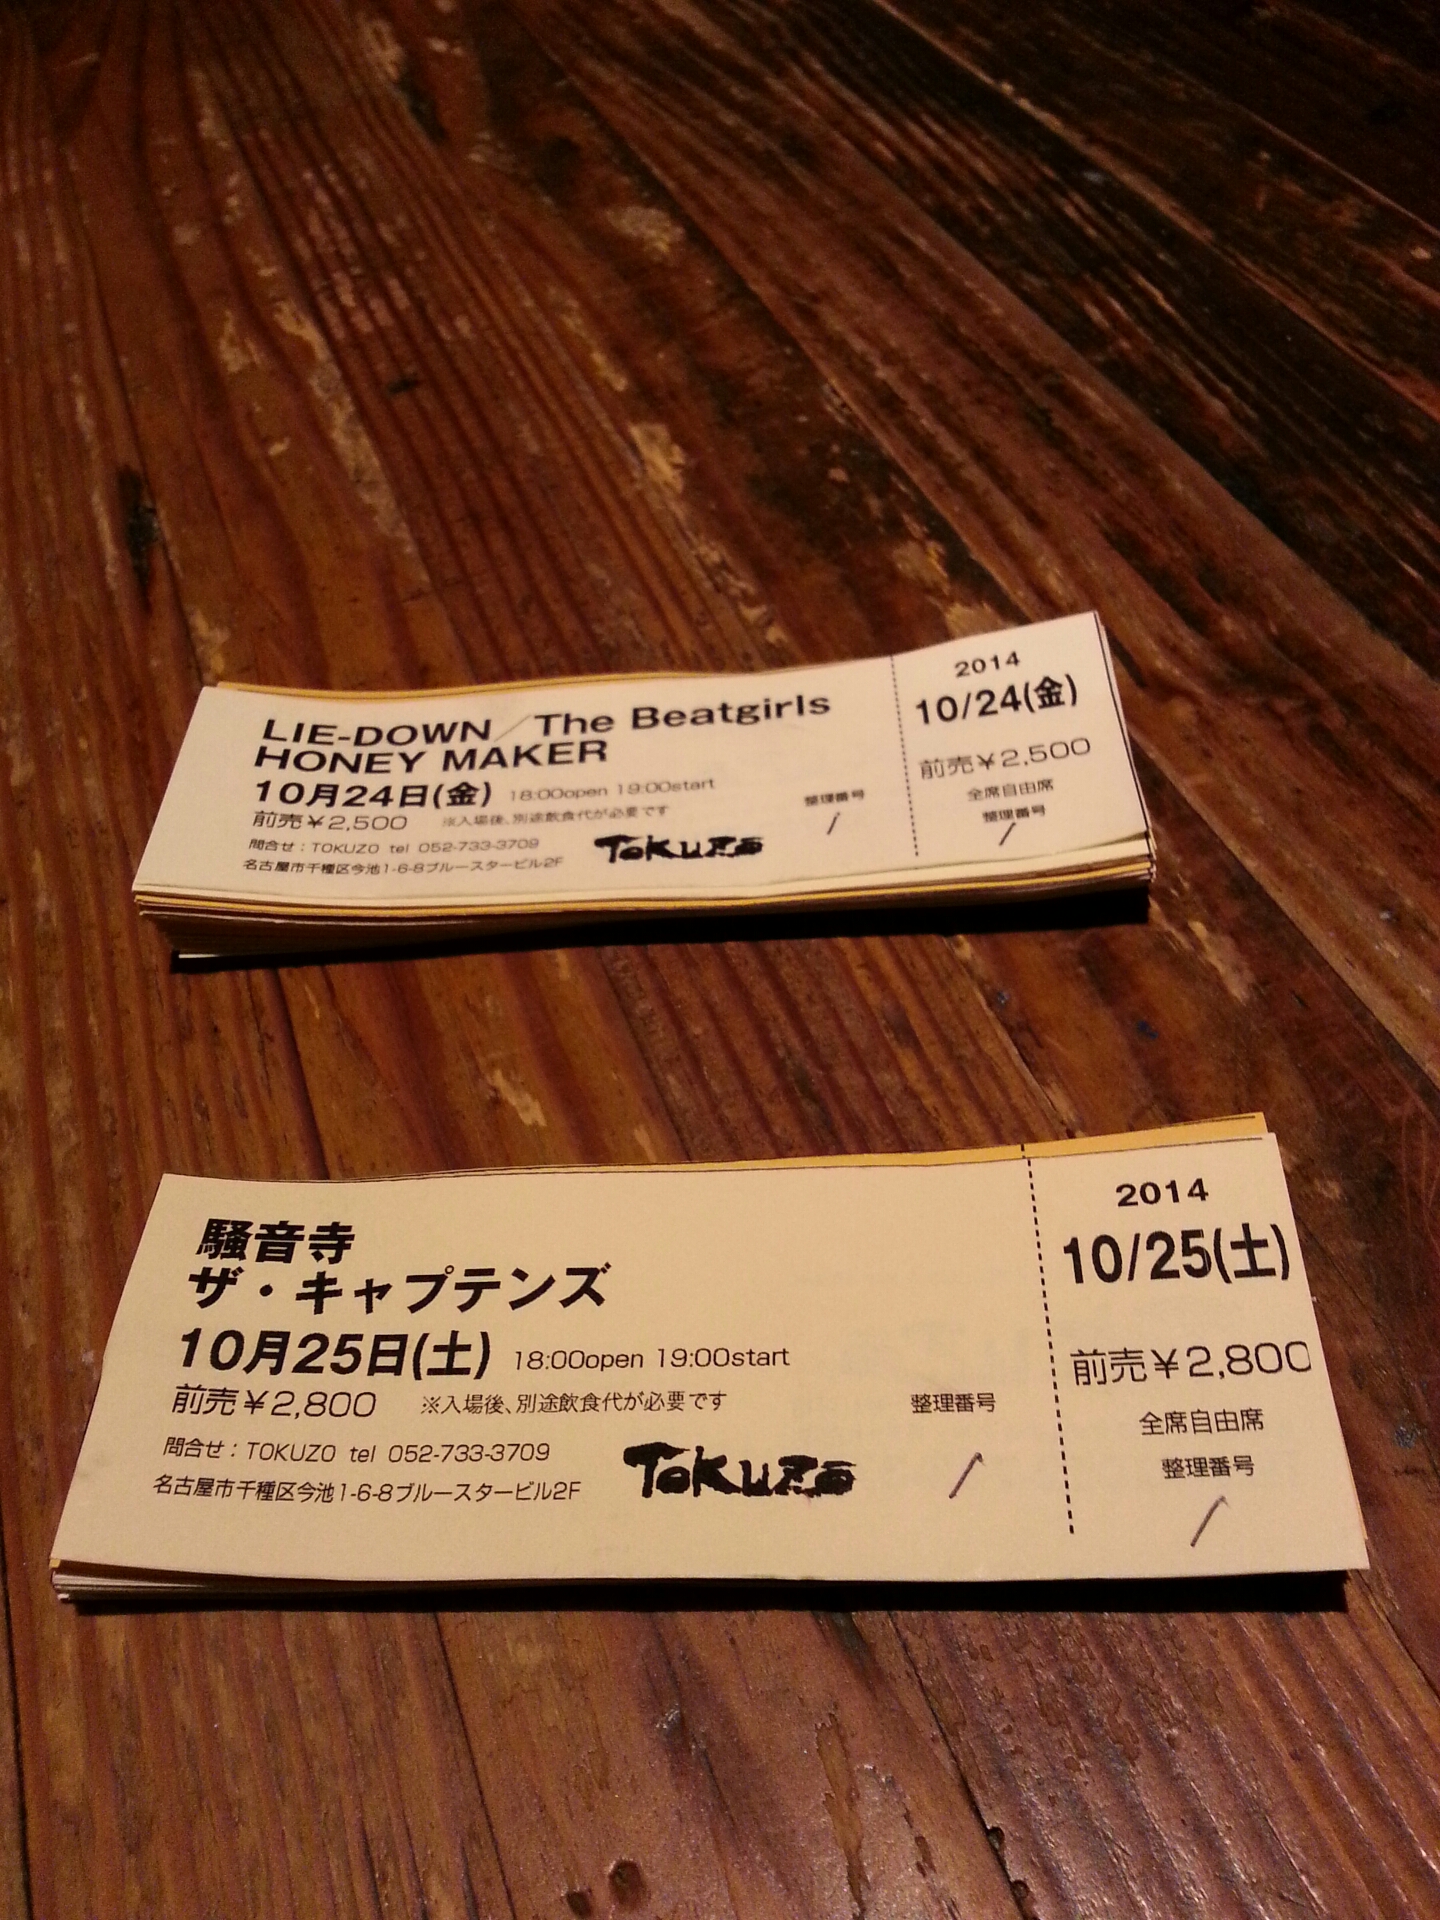 LIE-DOWN／The Beatgirls
HONEY MAKER
10月24日(金) 18:00open 19:00start
前売￥2,500 ※入場後、別途飲食代が必要です
問合せ：TOKUZO tel 052-733-3709
名古屋市千種区今池1-6-8ブルースタービル2F
TOKUZO
整理番号
1
2014
10/24(金)
前売￥2,500
全席自由席
整理番号
1
騒音寺
ザ・キャプテンズ
10月25日(土) 18:00open 19:00start
前売￥2,800 ※入場後、別途飲食代が必要です
問合せ：TOKUZO tel 052-733-3709
名古屋市千種区今池1-6-8ブルースタービル2F
TOKUZO
整理番号
1
2014
10/25(土)
前売￥2,800
全席自由席
整理番号
1